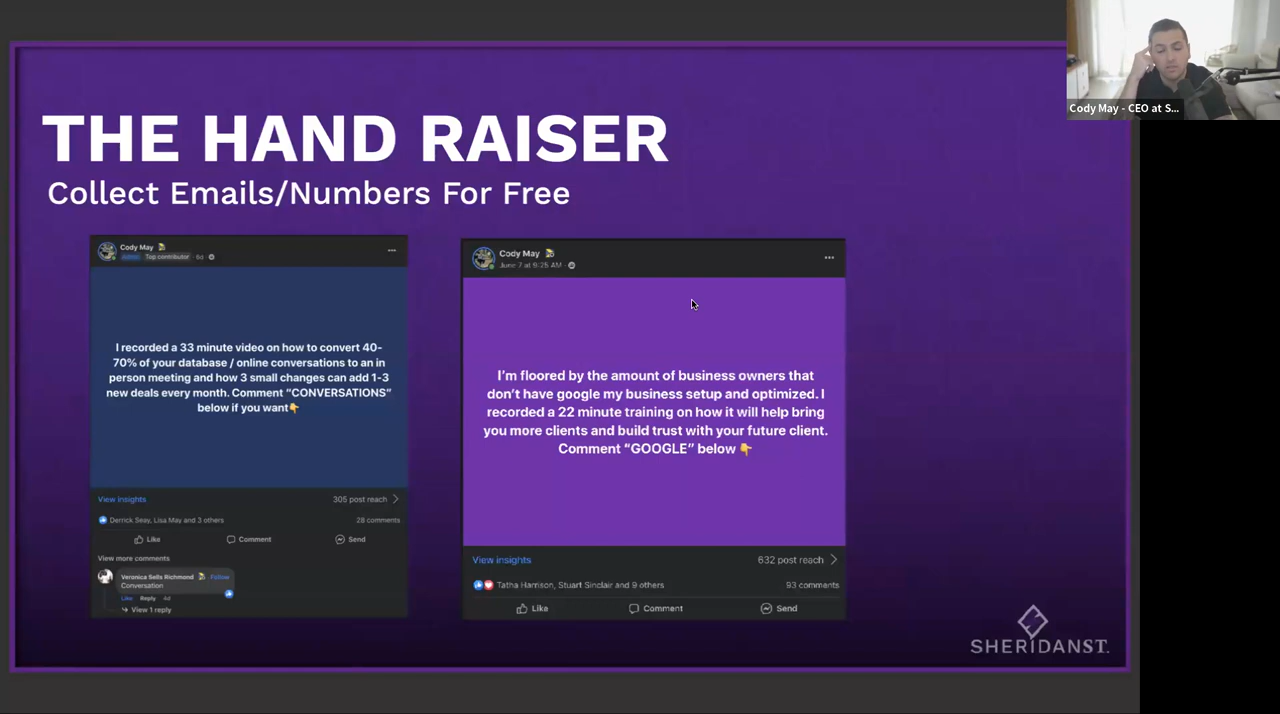 Cody May - CEO at S...
THE HAND RAISER
Collect Emails/Numbers For Free
Cody May
Admin Top contributor · 6d ·
I recorded a 33 minute video on how to convert 40-
70% of your database / online conversations to an in
person meeting and how 3 small changes can add 1-3
new deals every month. Comment “CONVERSATIONS”
below if you want👇
View insights
305 post reach
Derrick Seay, Lisa May and 3 others
28 comments
Like
Comment
Send
View more comments
Veronica Sells Richmond
Follow
Conversation
Like Reply 4d
View 1 reply
Cody May
June 7 at 9:25 AM ·
I’m floored by the amount of business owners that
don’t have google my business setup and optimized. I
recorded a 22 minute training on how it will help bring
you more clients and build trust with your future client.
Comment “GOOGLE” below 👇
View insights
632 post reach
Tatha Harrison, Stuart Sinclair and 9 others
93 comments
Like
Comment
Send
SHERIDANST.